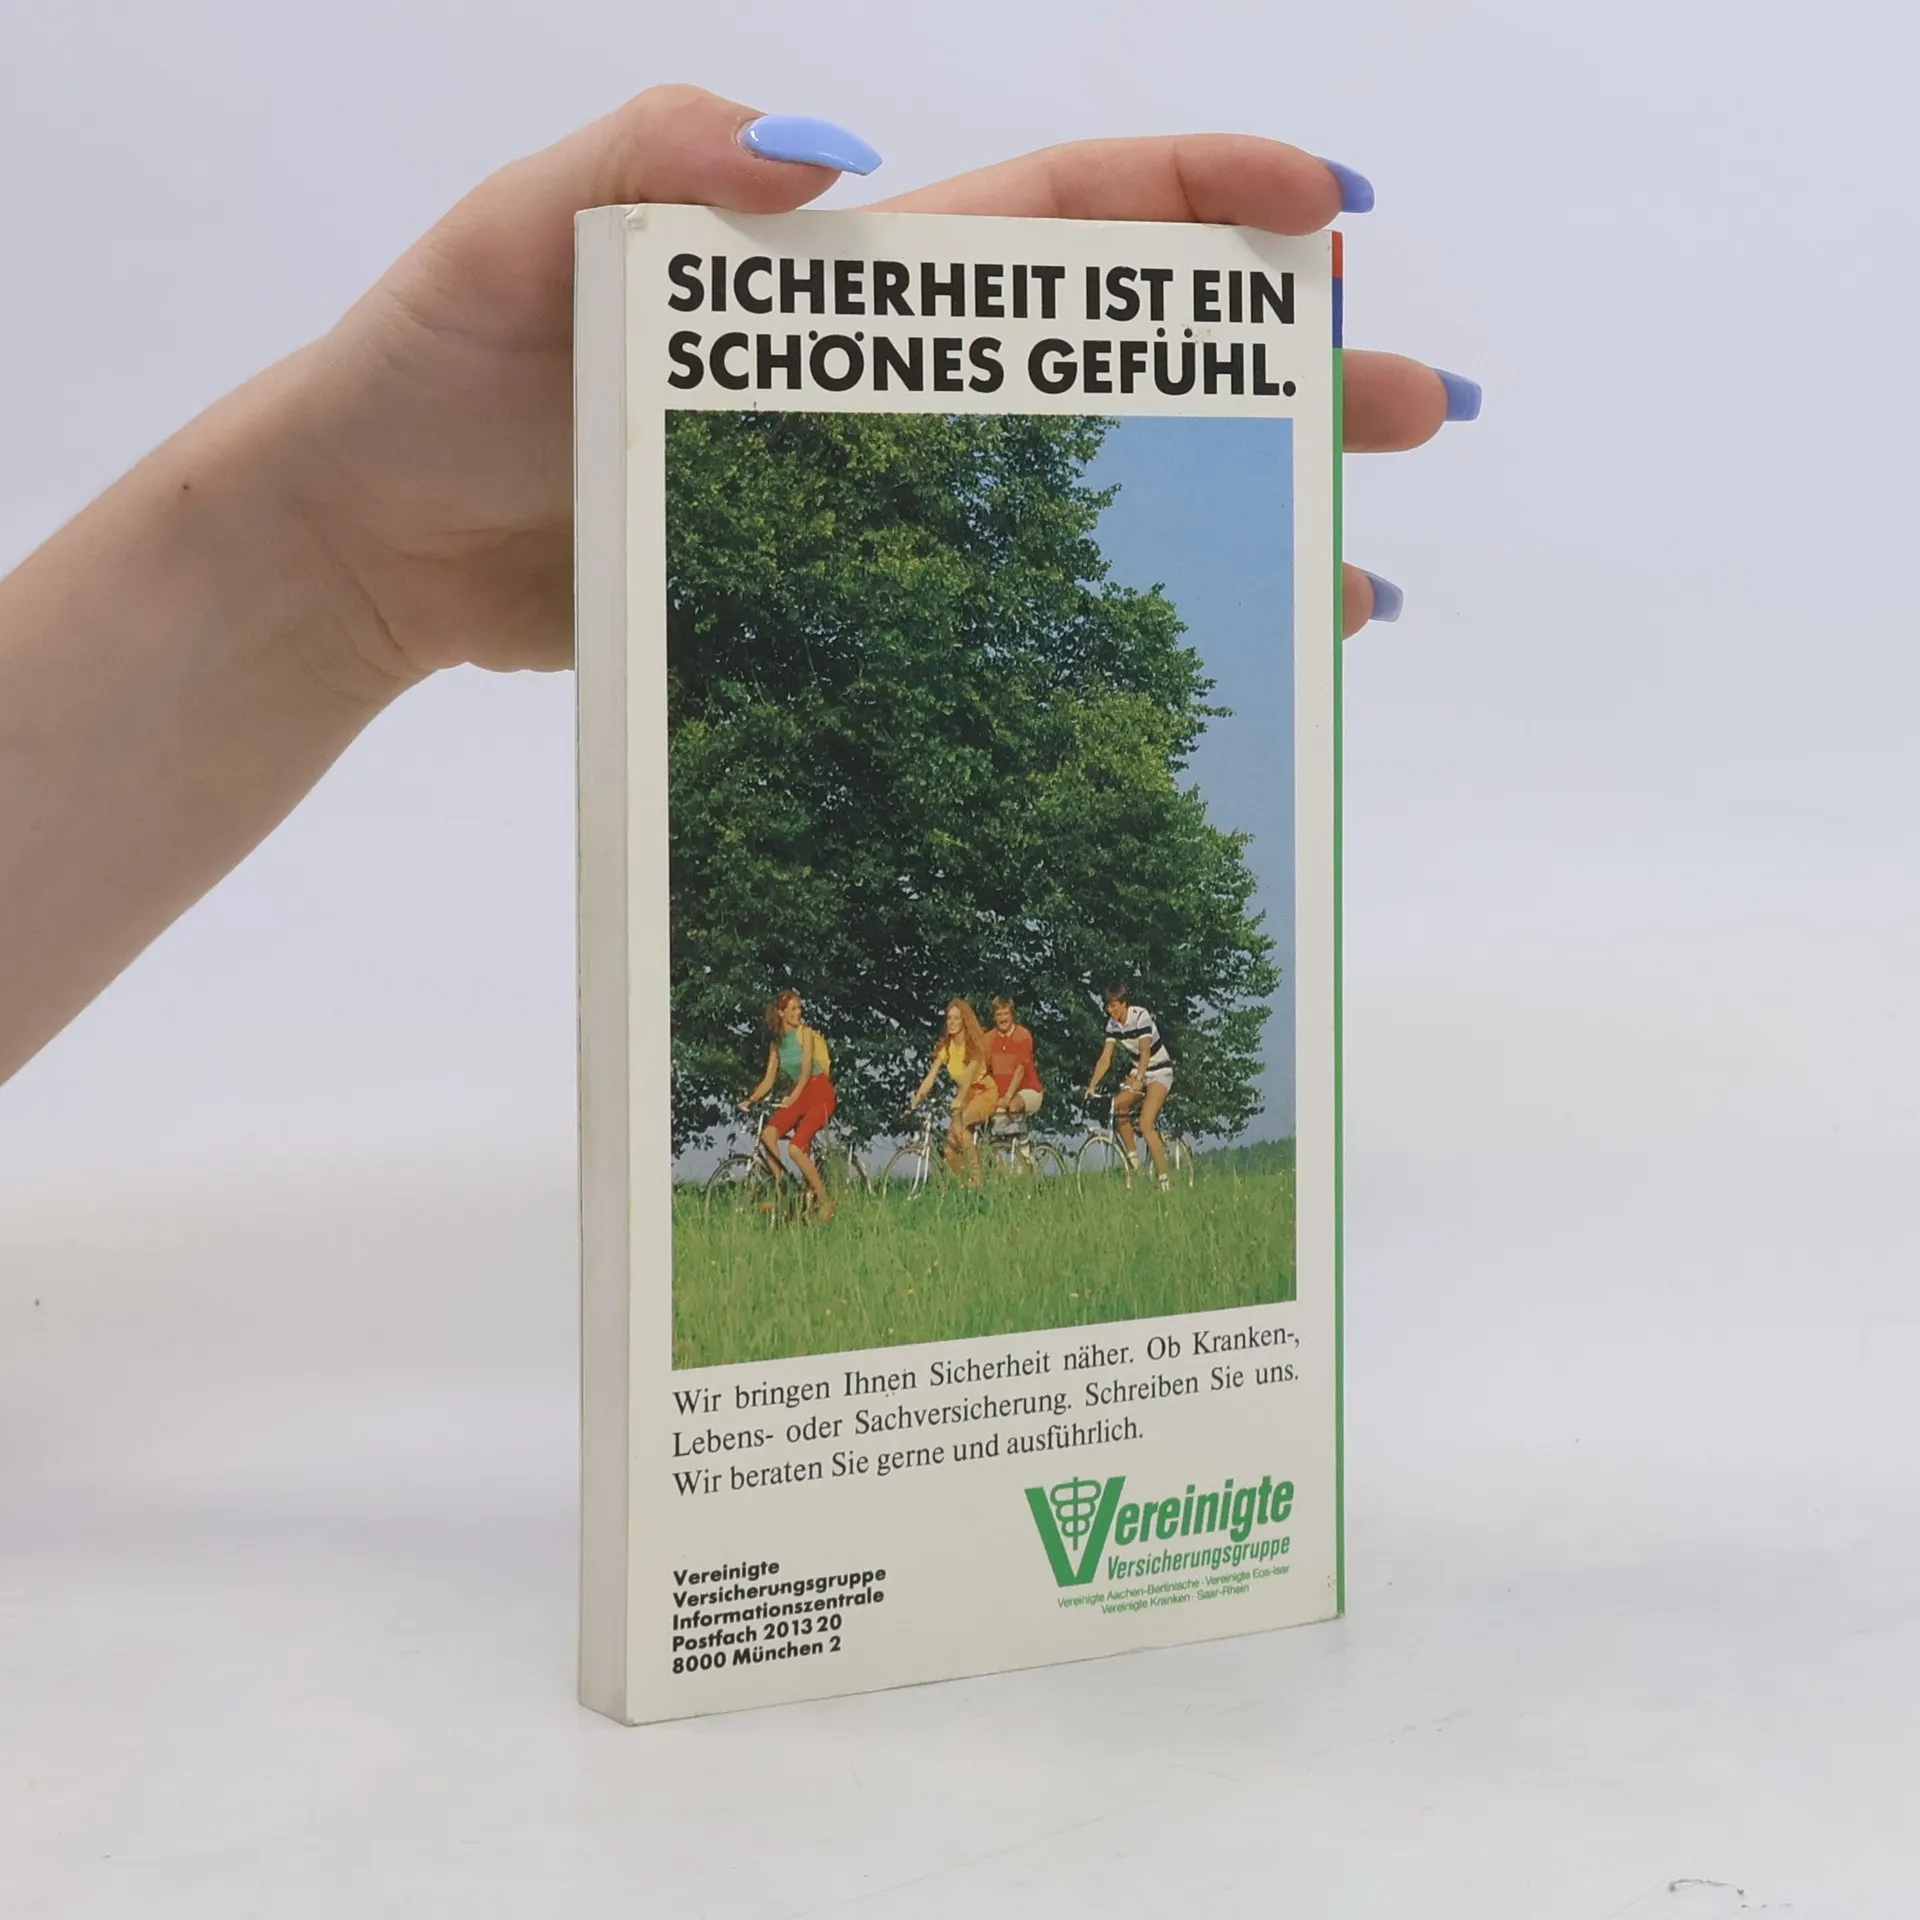 SICHERHEIT IST EIN
SCHÖNES GEFÜHL.
Wir bringen Ihnen Sicherheit näher. Ob Kranken-,
Lebens- oder Sachversicherung. Schreiben Sie uns.
Wir beraten Sie gerne und ausführlich.
Vereinigte
Versicherungsgruppe
Vereinigte Aachen-Berlinische · Vereinigte Eos-Isar
Vereinigte Kranken · Saar-Rhein
Vereinigte
Versicherungsgruppe
Informationszentrale
Postfach 201320
8000 München 2